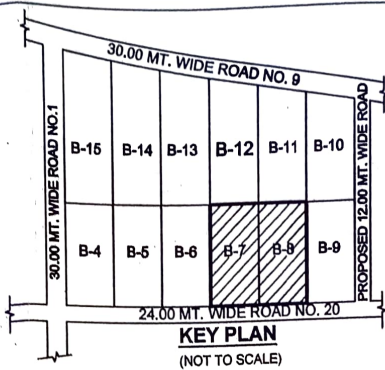 30.00 MT. WIDE ROAD NO. 9
30.00 MT. WIDE ROAD NO.1
PROPOSED 12.00 MT. WIDE ROAD
B-15 B-14 B-13 B-12 B-11 B-10
B-4 B-5 B-6 B-7 B-8 B-9
24.00 MT. WIDE ROAD NO. 20
KEY PLAN
(NOT TO SCALE)